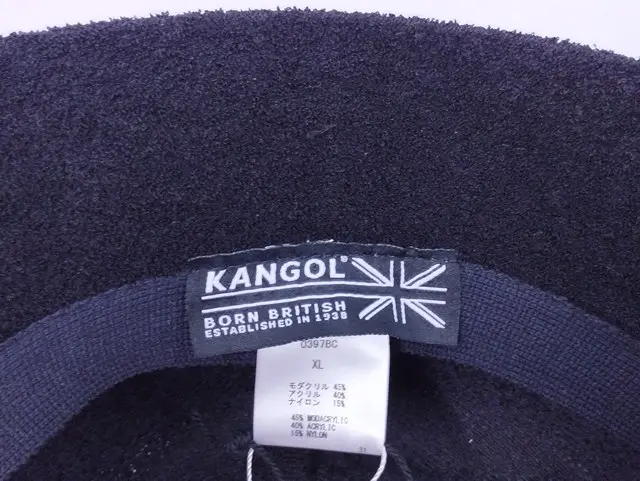 KANGOL®
BORN BRITISH
ESTABLISHED IN 1938
0397BC
XL
モダクリル 45%
アクリル 40%
ナイロン 15%
45% MODACRYLIC
40% ACRYLIC
15% NYLON